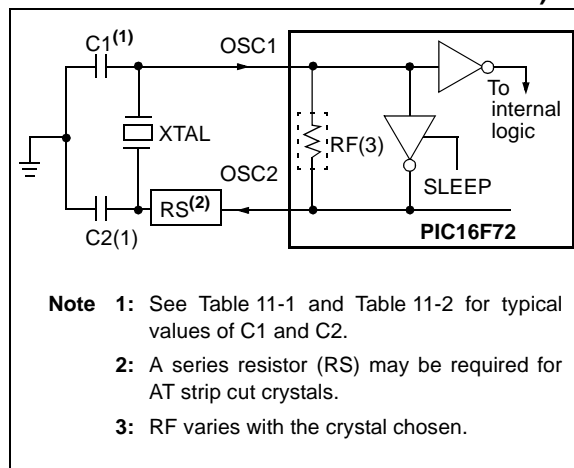 C1(1)
OSC1
To
internal
logic
XTAL
RF(3)
OSC2
SLEEP
RS(2)
C2(1)
PIC16F72
Note 1: See Table 11-1 and Table 11-2 for typical
values of C1 and C2.
2: A series resistor (RS) may be required for
AT strip cut crystals.
3: RF varies with the crystal chosen.